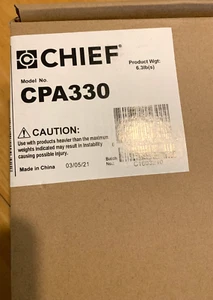 CHIEF®
Product Wgt:
6.3lb(s)
Model No.
CPA330
⚠ CAUTION:
Use with products heavier than the maximum
weights indicated may result in instability
causing possible injury.
Made in China 03/05/21